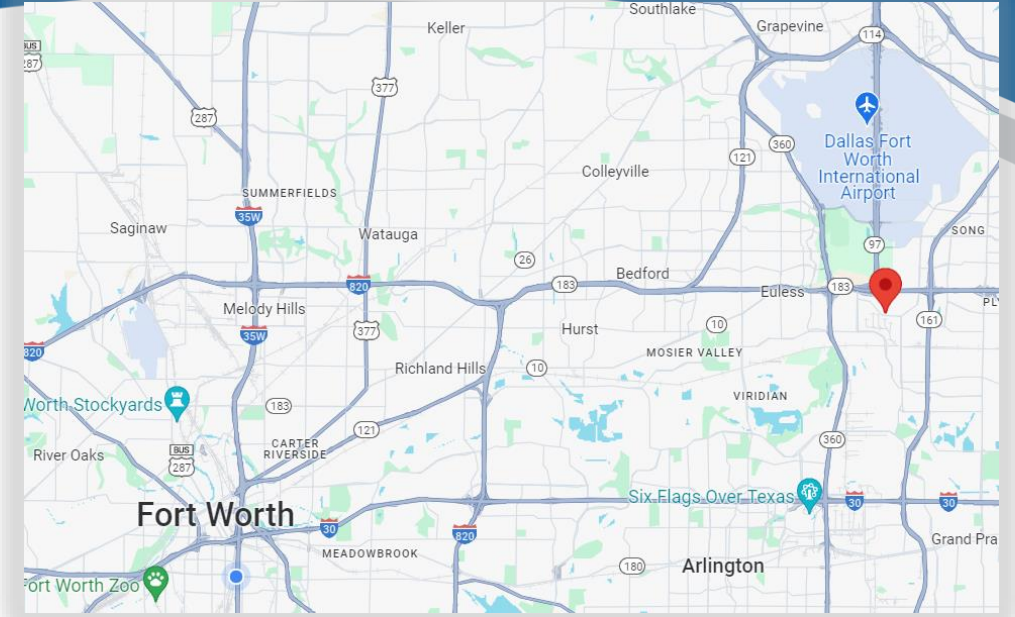 Southlake
Keller
Grapevine
114
BUS
287
377
287
Dallas Fort
Worth
International
Airport
360
121
Colleyville
SUMMERFIELDS
35W
Saginaw
Watauga
SONG
97
26
Bedford
820
183
Euless
183
PL
Melody Hills
161
35W
377
Hurst
10
820
MOSIER VALLEY
Richland Hills
10
VIRIDIAN
Worth Stockyards
183
121
360
CARTER
RIVERSIDE
River Oaks
BUS
287
Six Flags Over Texas
30
30
Fort Worth
30
820
Grand Pra
MEADOWBROOK
180
Arlington
Fort Worth Zoo